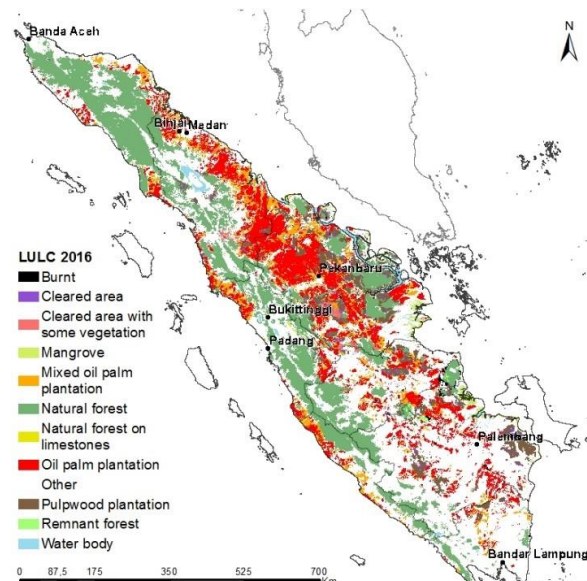 Banda Aceh
N
Binjai
Medan
LULC 2016
Burnt
Cleared area
Cleared area with
some vegetation
Mangrove
Mixed oil palm
plantation
Natural forest
Natural forest on
limestones
Oil palm plantation
Other
Pulpwood plantation
Remnant forest
Water body
Pekanbaru
Bukittinggi
Padang
Palembang
Bandar Lampung
0 87,5 175 350 525 700
Km